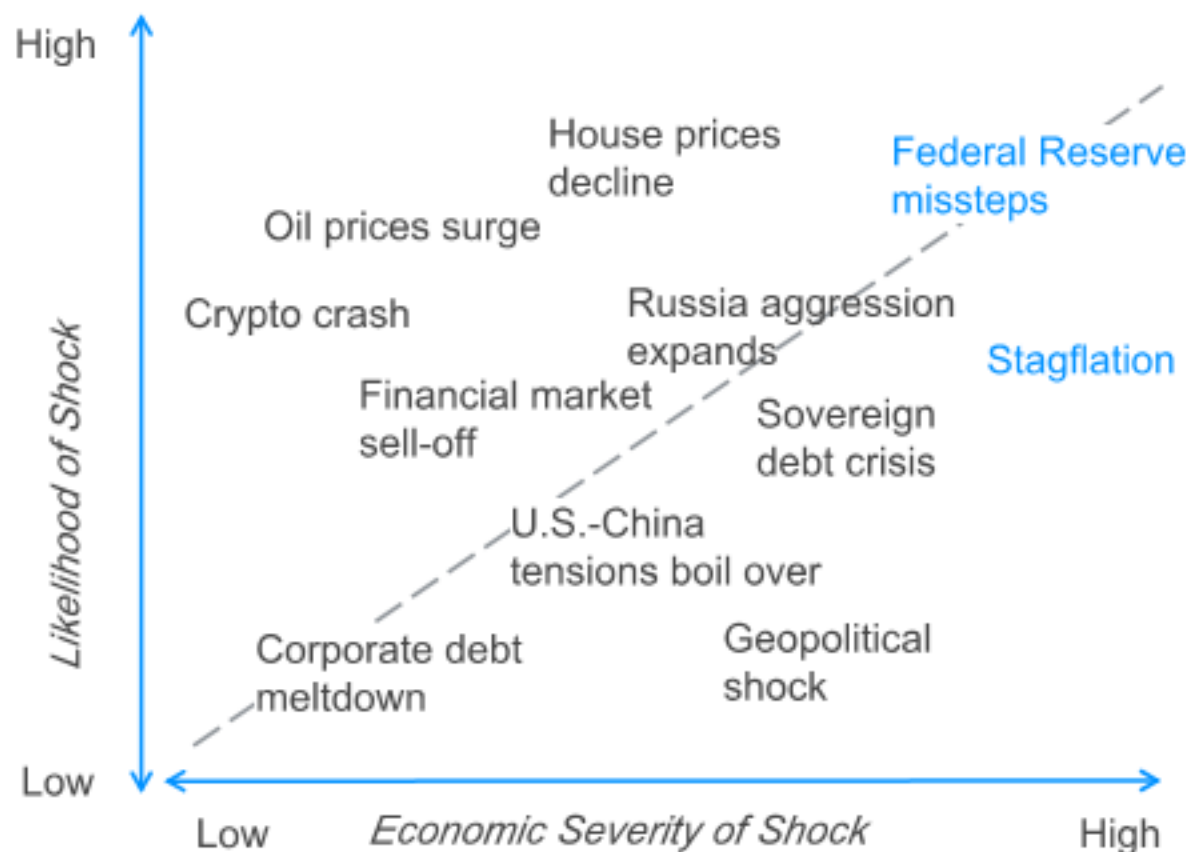 High
House prices
decline
Federal Reserve
missteps
Oil prices surge
Crypto crash
Russia aggression
expands
Stagflation
Financial market
sell-off
Sovereign
debt crisis
Likelihood of Shock
U.S.-China
tensions boil over
Corporate debt
meltdown
Geopolitical
shock
Low
Low
Economic Severity of Shock
High